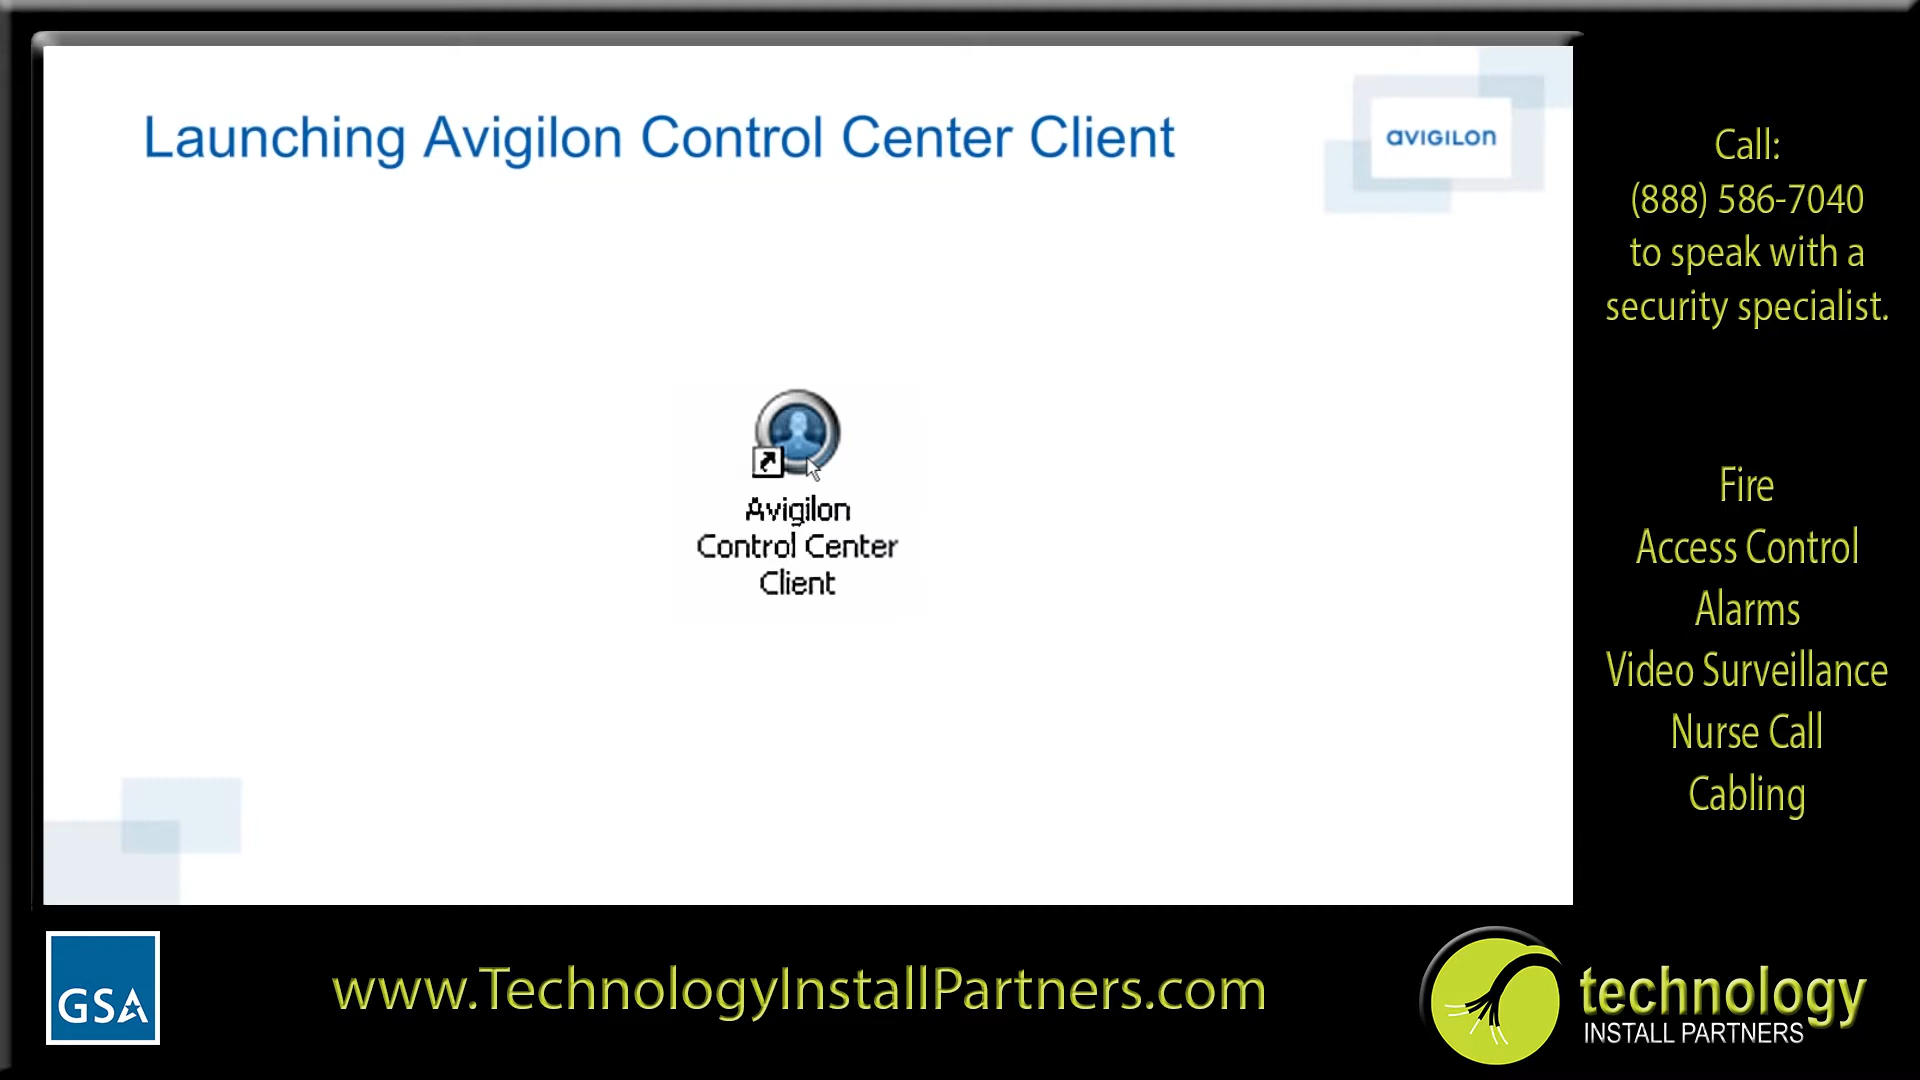 Launching Avigilon Control Center Client
avigilon
Avigilon
Control Center
Client
Call:
(888) 586-7040
to speak with a
security specialist.
Fire
Access Control
Alarms
Video Surveillance
Nurse Call
Cabling
GSA
www.TechnologyInstallPartners.com
technology
INSTALL PARTNERS